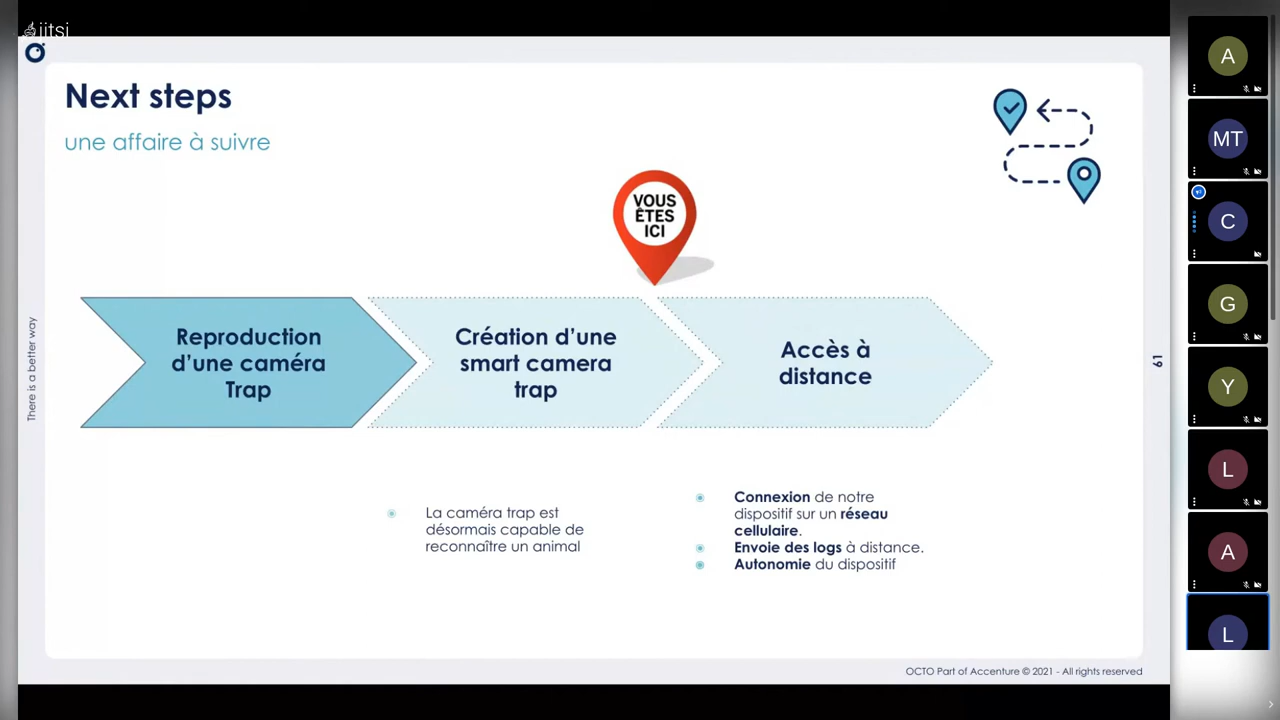 jitsi
Next steps
une affaire à suivre
VOUS
ÊTES
ICI
There is a better way
Reproduction
d’une caméra
Trap
Création d’une
smart camera
trap
Accès à
distance
61
La caméra trap est
désormais capable de
reconnaître un animal
Connexion de notre
dispositif sur un réseau
cellulaire.
Envoie des logs à distance.
Autonomie du dispositif
OCTO Part of Accenture © 2021 - All rights reserved
A
MT
C
G
Y
L
A
L